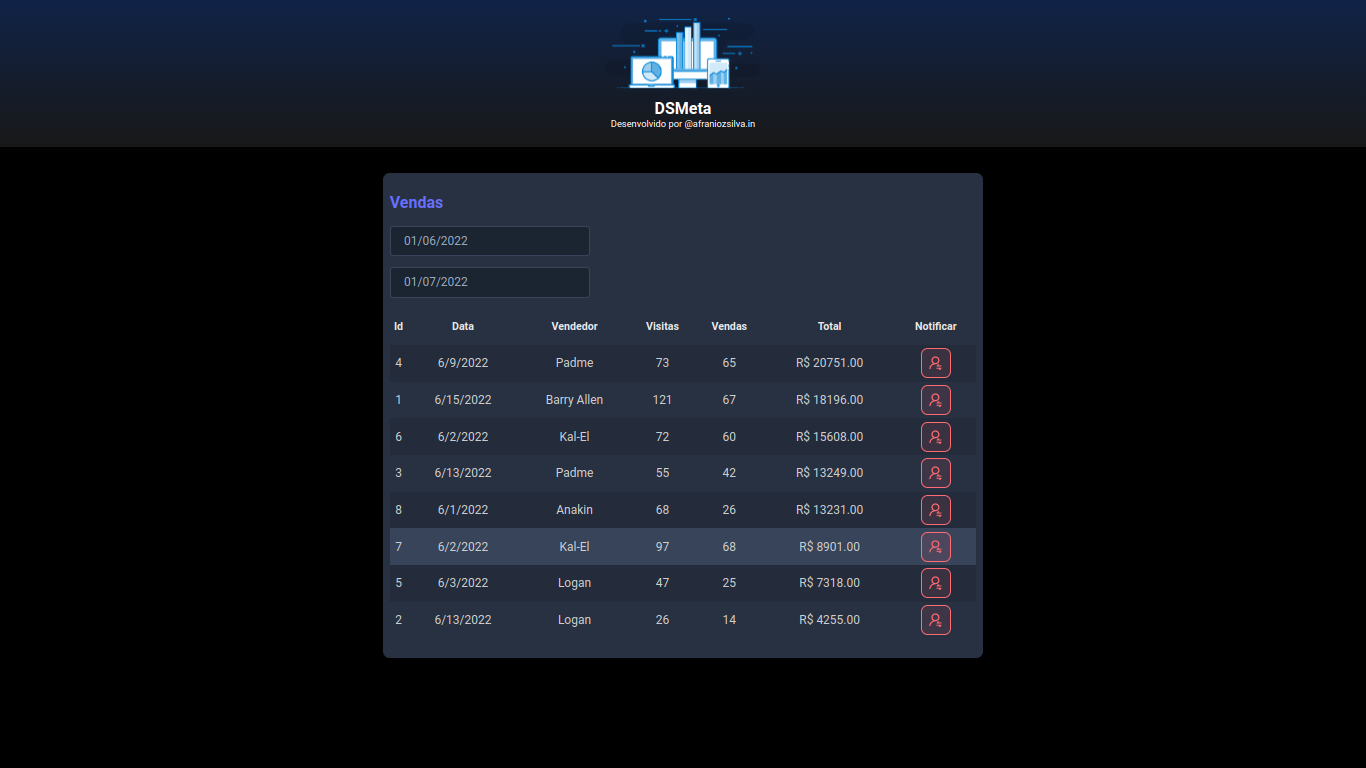 DSMeta
Desenvolvido por @afraniozsilva.in
Vendas
01/06/2022
01/07/2022
Id Data Vendedor Visitas Vendas Total Notificar
4 6/9/2022 Padme 73 65 R$ 20751.00
1 6/15/2022 Barry Allen 121 67 R$ 18196.00
6 6/2/2022 Kal-El 72 60 R$ 15608.00
3 6/13/2022 Padme 55 42 R$ 13249.00
8 6/1/2022 Anakin 68 26 R$ 13231.00
7 6/2/2022 Kal-El 97 68 R$ 8901.00
5 6/3/2022 Logan 47 25 R$ 7318.00
2 6/13/2022 Logan 26 14 R$ 4255.00